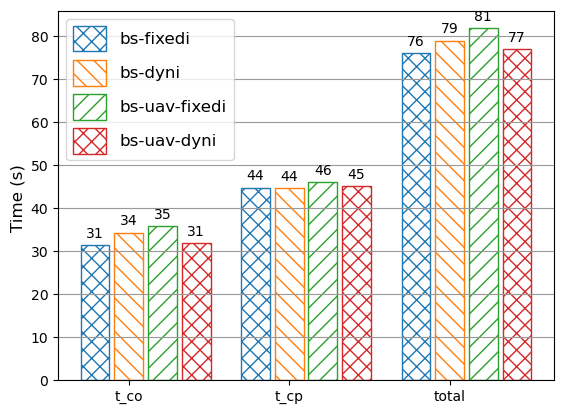 Time (s)
80
70
60
50
40
30
20
10
0
bs-fixedi
bs-dyni
bs-uav-fixedi
bs-uav-dyni
31 34 35 31
44 44 46 45
76 79 81 77
t_co t_cp total